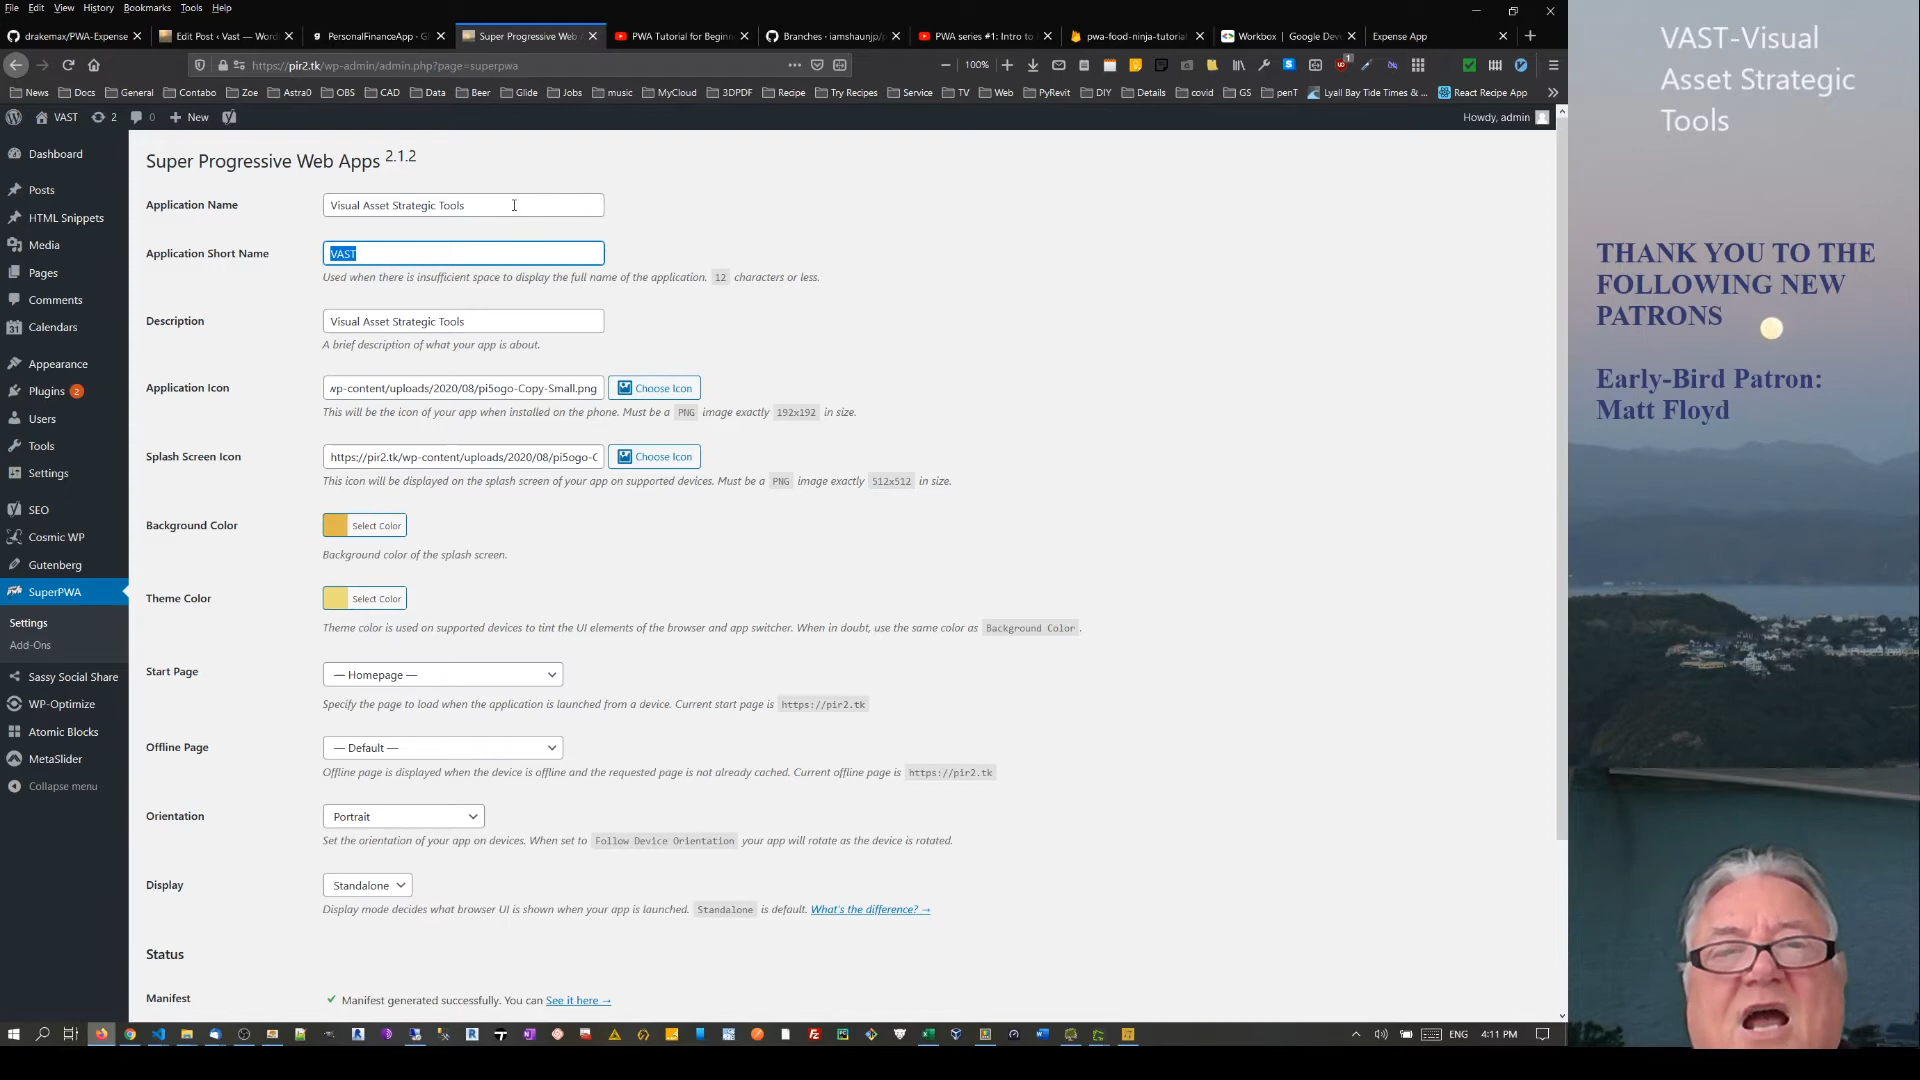 File Edit View History Bookmarks Tools Help
drakemax/PWA-Expense
Edit Post ‹ Vast — Word
PersonalFinanceApp - G
Super Progressive Web
PWA Tutorial for Beginn
Branches · iamshaunjp/p
PWA series #1: Intro to
pwa-food-ninja-tutorial
Workbox | Google Dev
Expense App
https://pir2.tk/wp-admin/admin.php?page=superpwa
100%
1
News Docs General Contabo Zoe Astra0 OBS CAD Data Beer Glide Jobs music MyCloud 3DPDF Recipe Try Recipes Service TV Web PyRevit DIY Details covid GS penT Lyall Bay Tide Times & ... React Recipe App
VAST 2 0 New Howdy, admin
Dashboard
Posts
HTML Snippets
Media
Pages
Comments
Calendars
Appearance
Plugins 2
Users
Tools
Settings
SEO
Cosmic WP
Gutenberg
SuperPWA
Settings
Add-Ons
Sassy Social Share
WP-Optimize
Atomic Blocks
MetaSlider
Collapse menu
Super Progressive Web Apps 2.1.2
Application Name Visual Asset Strategic Tools
Application Short Name VAST
Used when there is insufficient space to display the full name of the application. 12 characters or less.
Description Visual Asset Strategic Tools
A brief description of what your app is about.
Application Icon wp-content/uploads/2020/08/pi5ogo-Copy-Small.png Choose Icon
This will be the icon of your app when installed on the phone. Must be a PNG image exactly 192x192 in size.
Splash Screen Icon https://pir2.tk/wp-content/uploads/2020/08/pi5ogo-C Choose Icon
This icon will be displayed on the splash screen of your app on supported devices. Must be a PNG image exactly 512x512 in size.
Background Color Select Color
Background color of the splash screen.
Theme Color Select Color
Theme color is used on supported devices to tint the UI elements of the browser and app switcher. When in doubt, use the same color as Background Color.
Start Page — Homepage —
Specify the page to load when the application is launched from a device. Current start page is https://pir2.tk
Offline Page — Default —
Offline page is displayed when the device is offline and the requested page is not already cached. Current offline page is https://pir2.tk
Orientation Portrait
Set the orientation of your app on devices. When set to Follow Device Orientation your app will rotate as the device is rotated.
Display Standalone
Display mode decides what browser UI is shown when your app is launched. Standalone is default. What's the difference? →
Status
Manifest Manifest generated successfully. You can See it here →
ENG 4:11 PM
VAST-Visual
Asset Strategic
Tools
THANK YOU TO THE
FOLLOWING NEW
PATRONS
Early-Bird Patron:
Matt Floyd